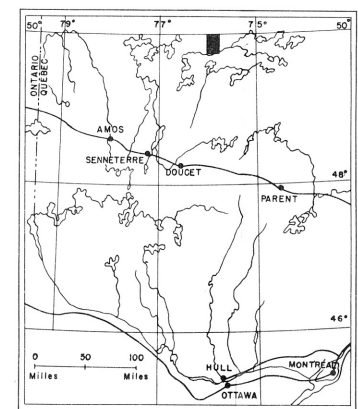 50° 79° 77° 75° 50°
ONTARIO
QUÉBEC
AMOS
SENNETERRE
DOUCET
48°
PARENT
46°
0 50 100
Milles Miles
HULL
MONTRÉAL
OTTAWA